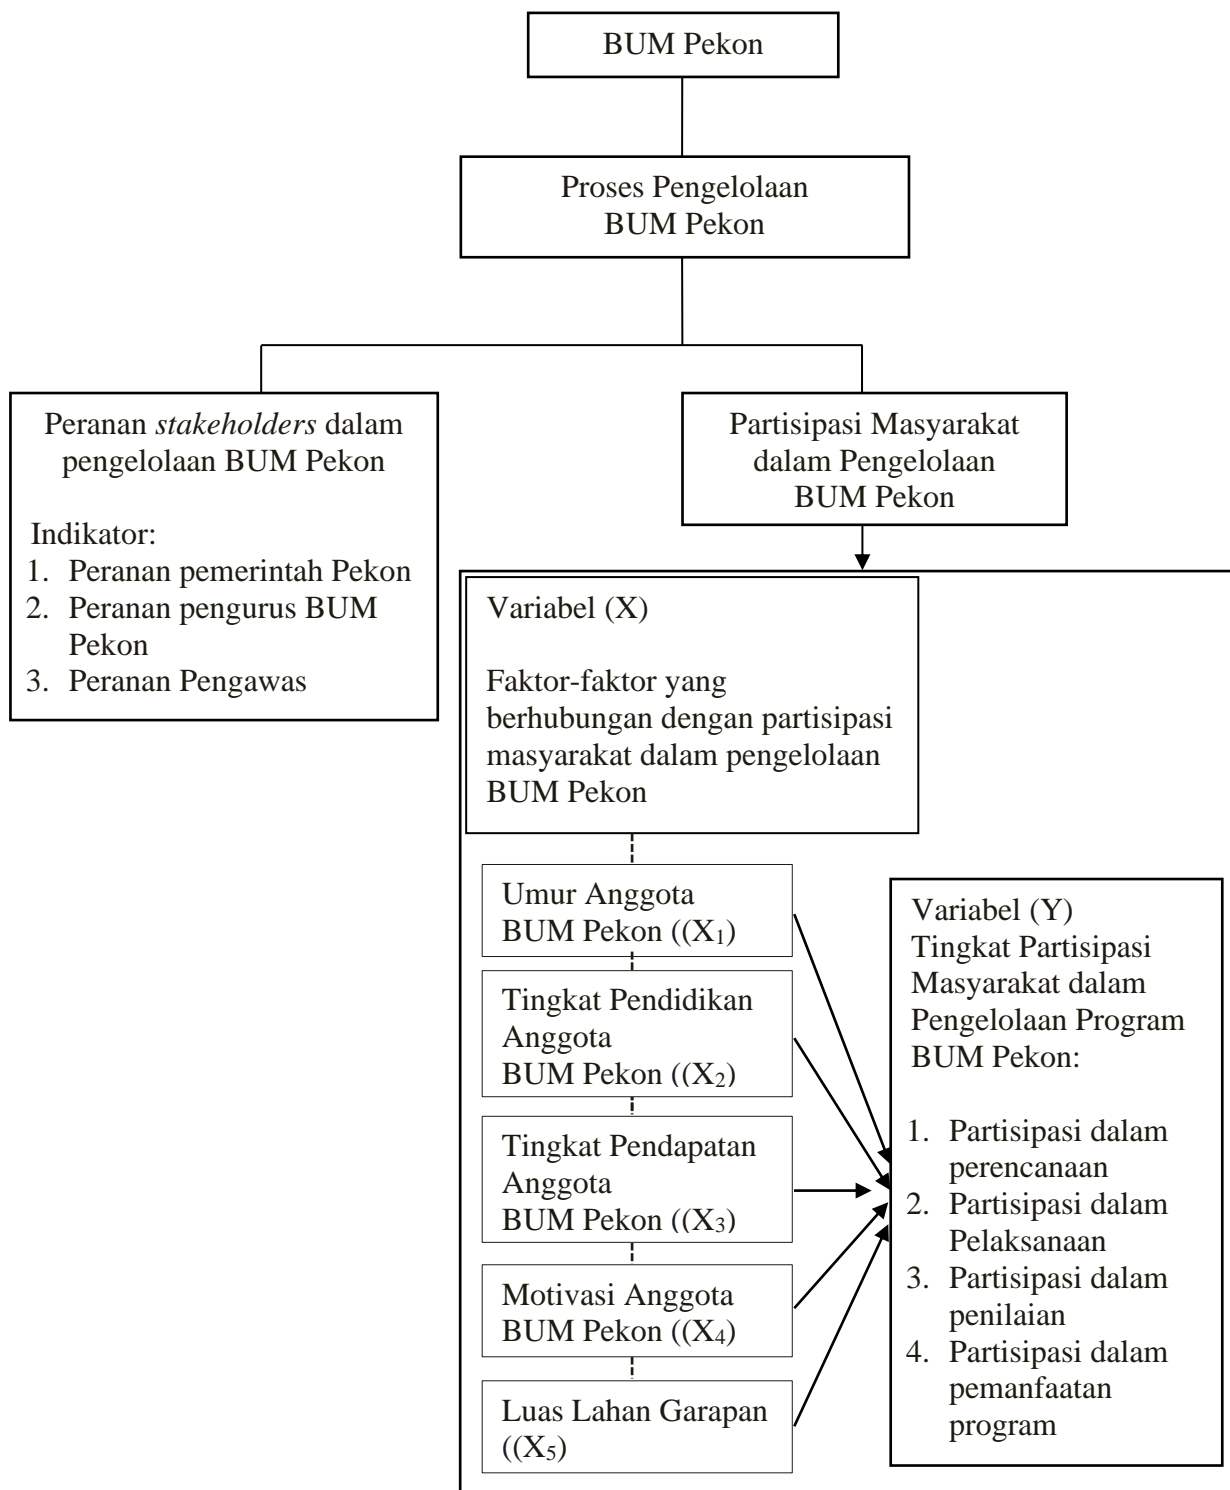 BUM Pekon
Proses Pengelolaan
BUM Pekon
Peranan stakeholders dalam
pengelolaan BUM Pekon
Indikator:
1. Peranan pemerintah Pekon
2. Peranan pengurus BUM
Pekon
3. Peranan Pengawas
Partisipasi Masyarakat
dalam Pengelolaan
BUM Pekon
Variabel (X)
Faktor-faktor yang
berhubungan dengan partisipasi
masyarakat dalam pengelolaan
BUM Pekon
Umur Anggota
BUM Pekon ((X₁)
Tingkat Pendidikan
Anggota
BUM Pekon ((X₂)
Tingkat Pendapatan
Anggota
BUM Pekon ((X₃)
Motivasi Anggota
BUM Pekon ((X₄)
Luas Lahan Garapan
((X₅)
Variabel (Y)
Tingkat Partisipasi
Masyarakat dalam
Pengelolaan Program
BUM Pekon:
1. Partisipasi dalam
perencanaan
2. Partisipasi dalam
Pelaksanaan
3. Partisipasi dalam
penilaian
4. Partisipasi dalam
pemanfaatan
program